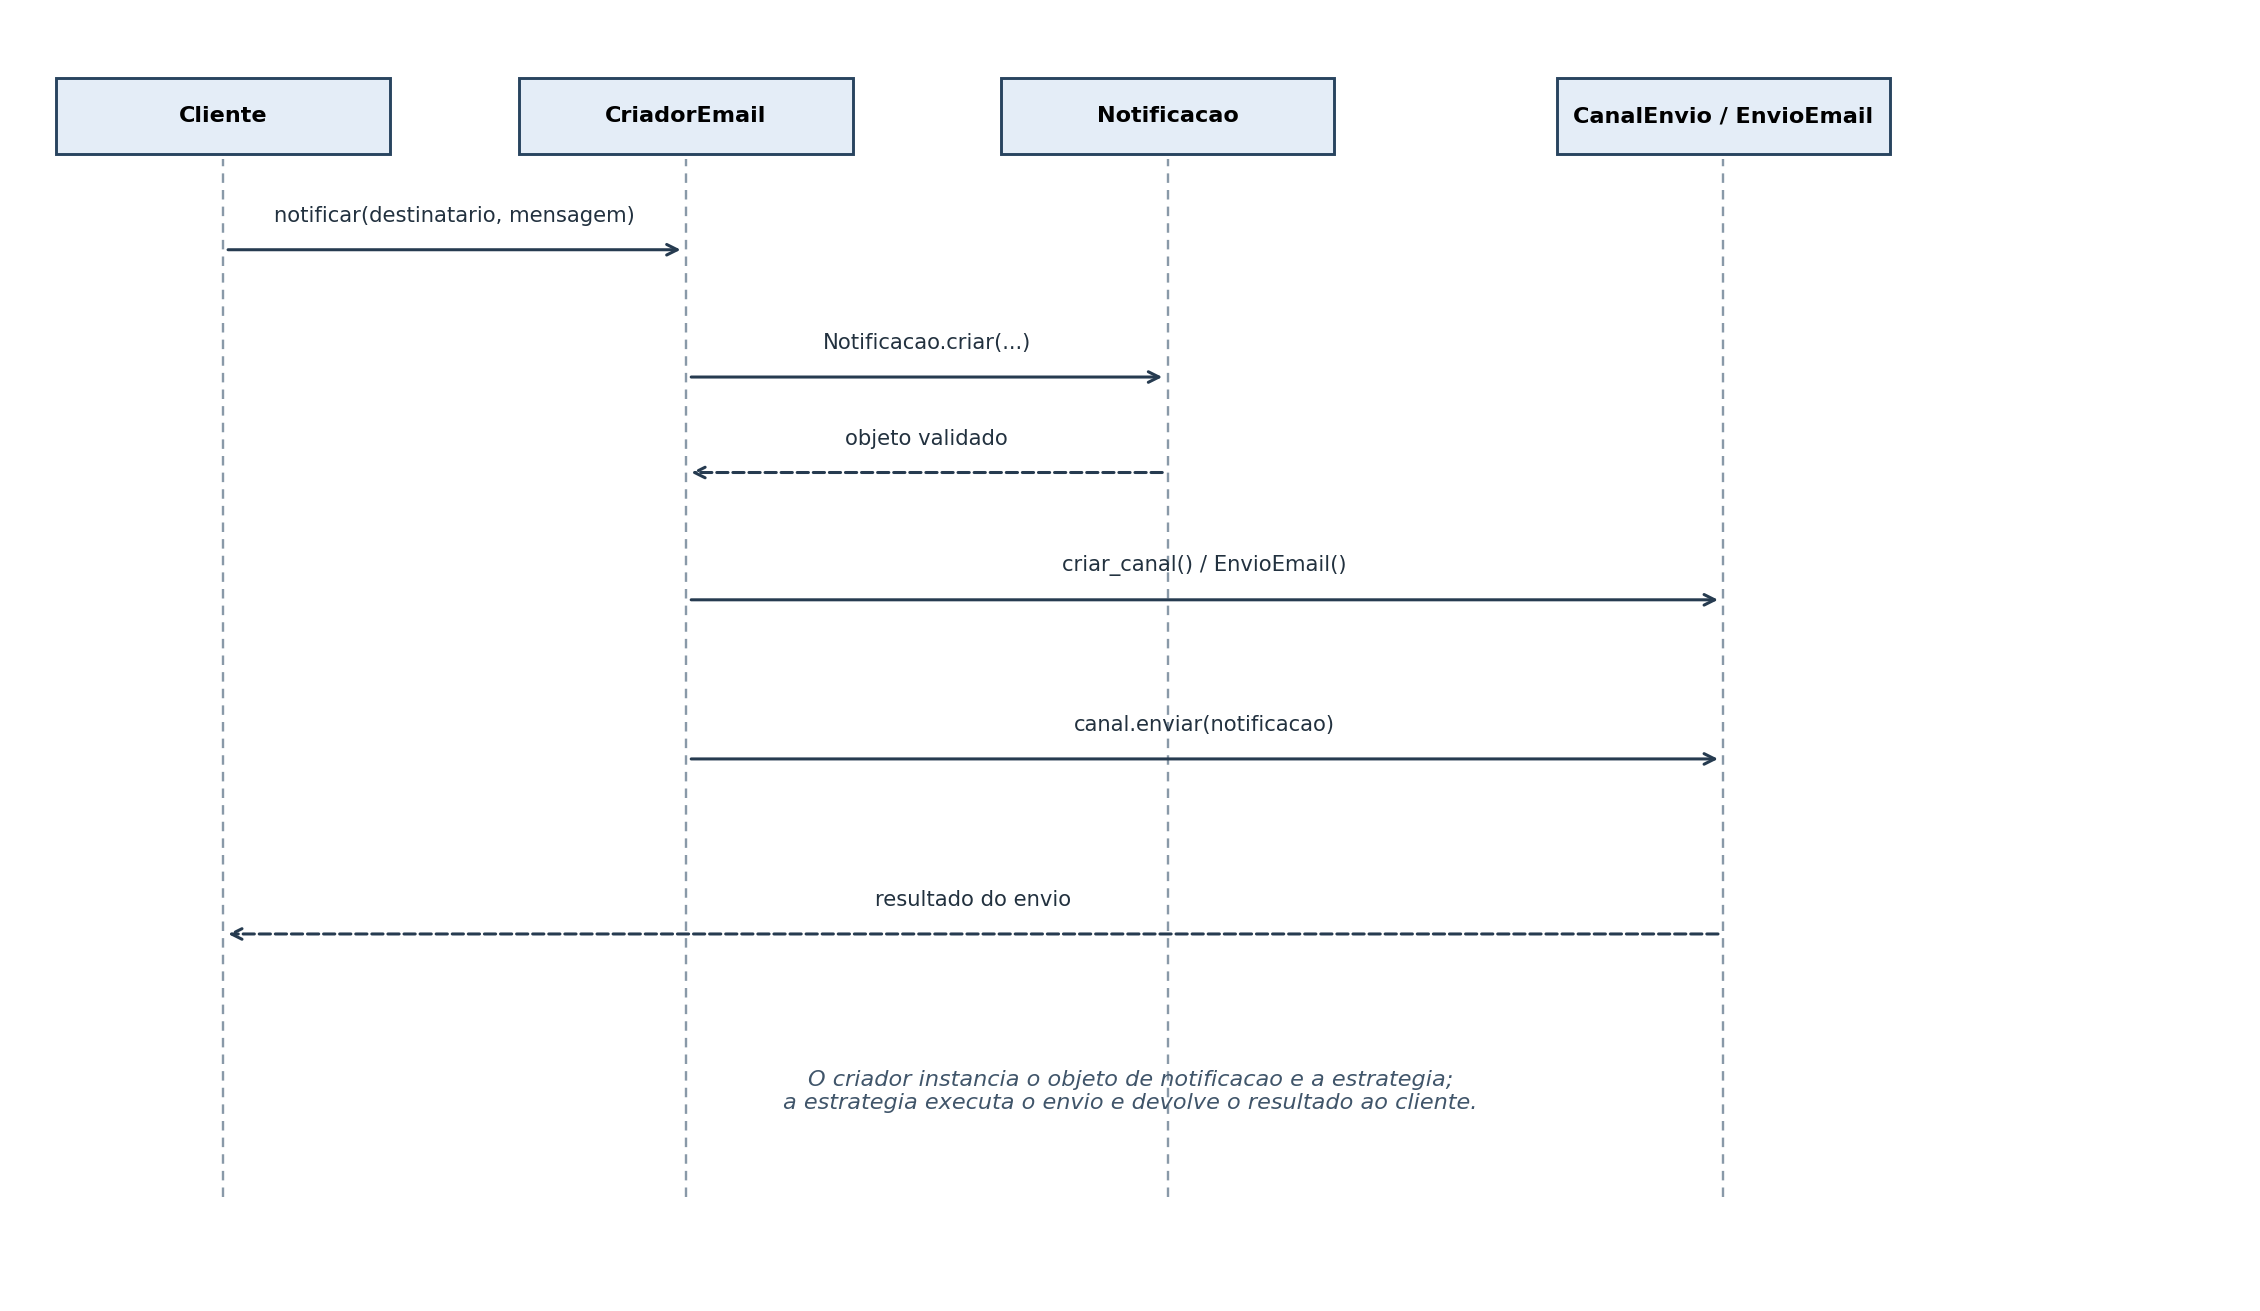 Cliente
CriadorEmail
Notificacao
CanalEnvio / EnvioEmail
notificar(destinatario, mensagem)
Notificacao.criar(...)
objeto validado
criar_canal() / EnvioEmail()
canal.enviar(notificacao)
resultado do envio
O criador instancia o objeto de notificacao e a estrategia;
a estrategia executa o envio e devolve o resultado ao cliente.